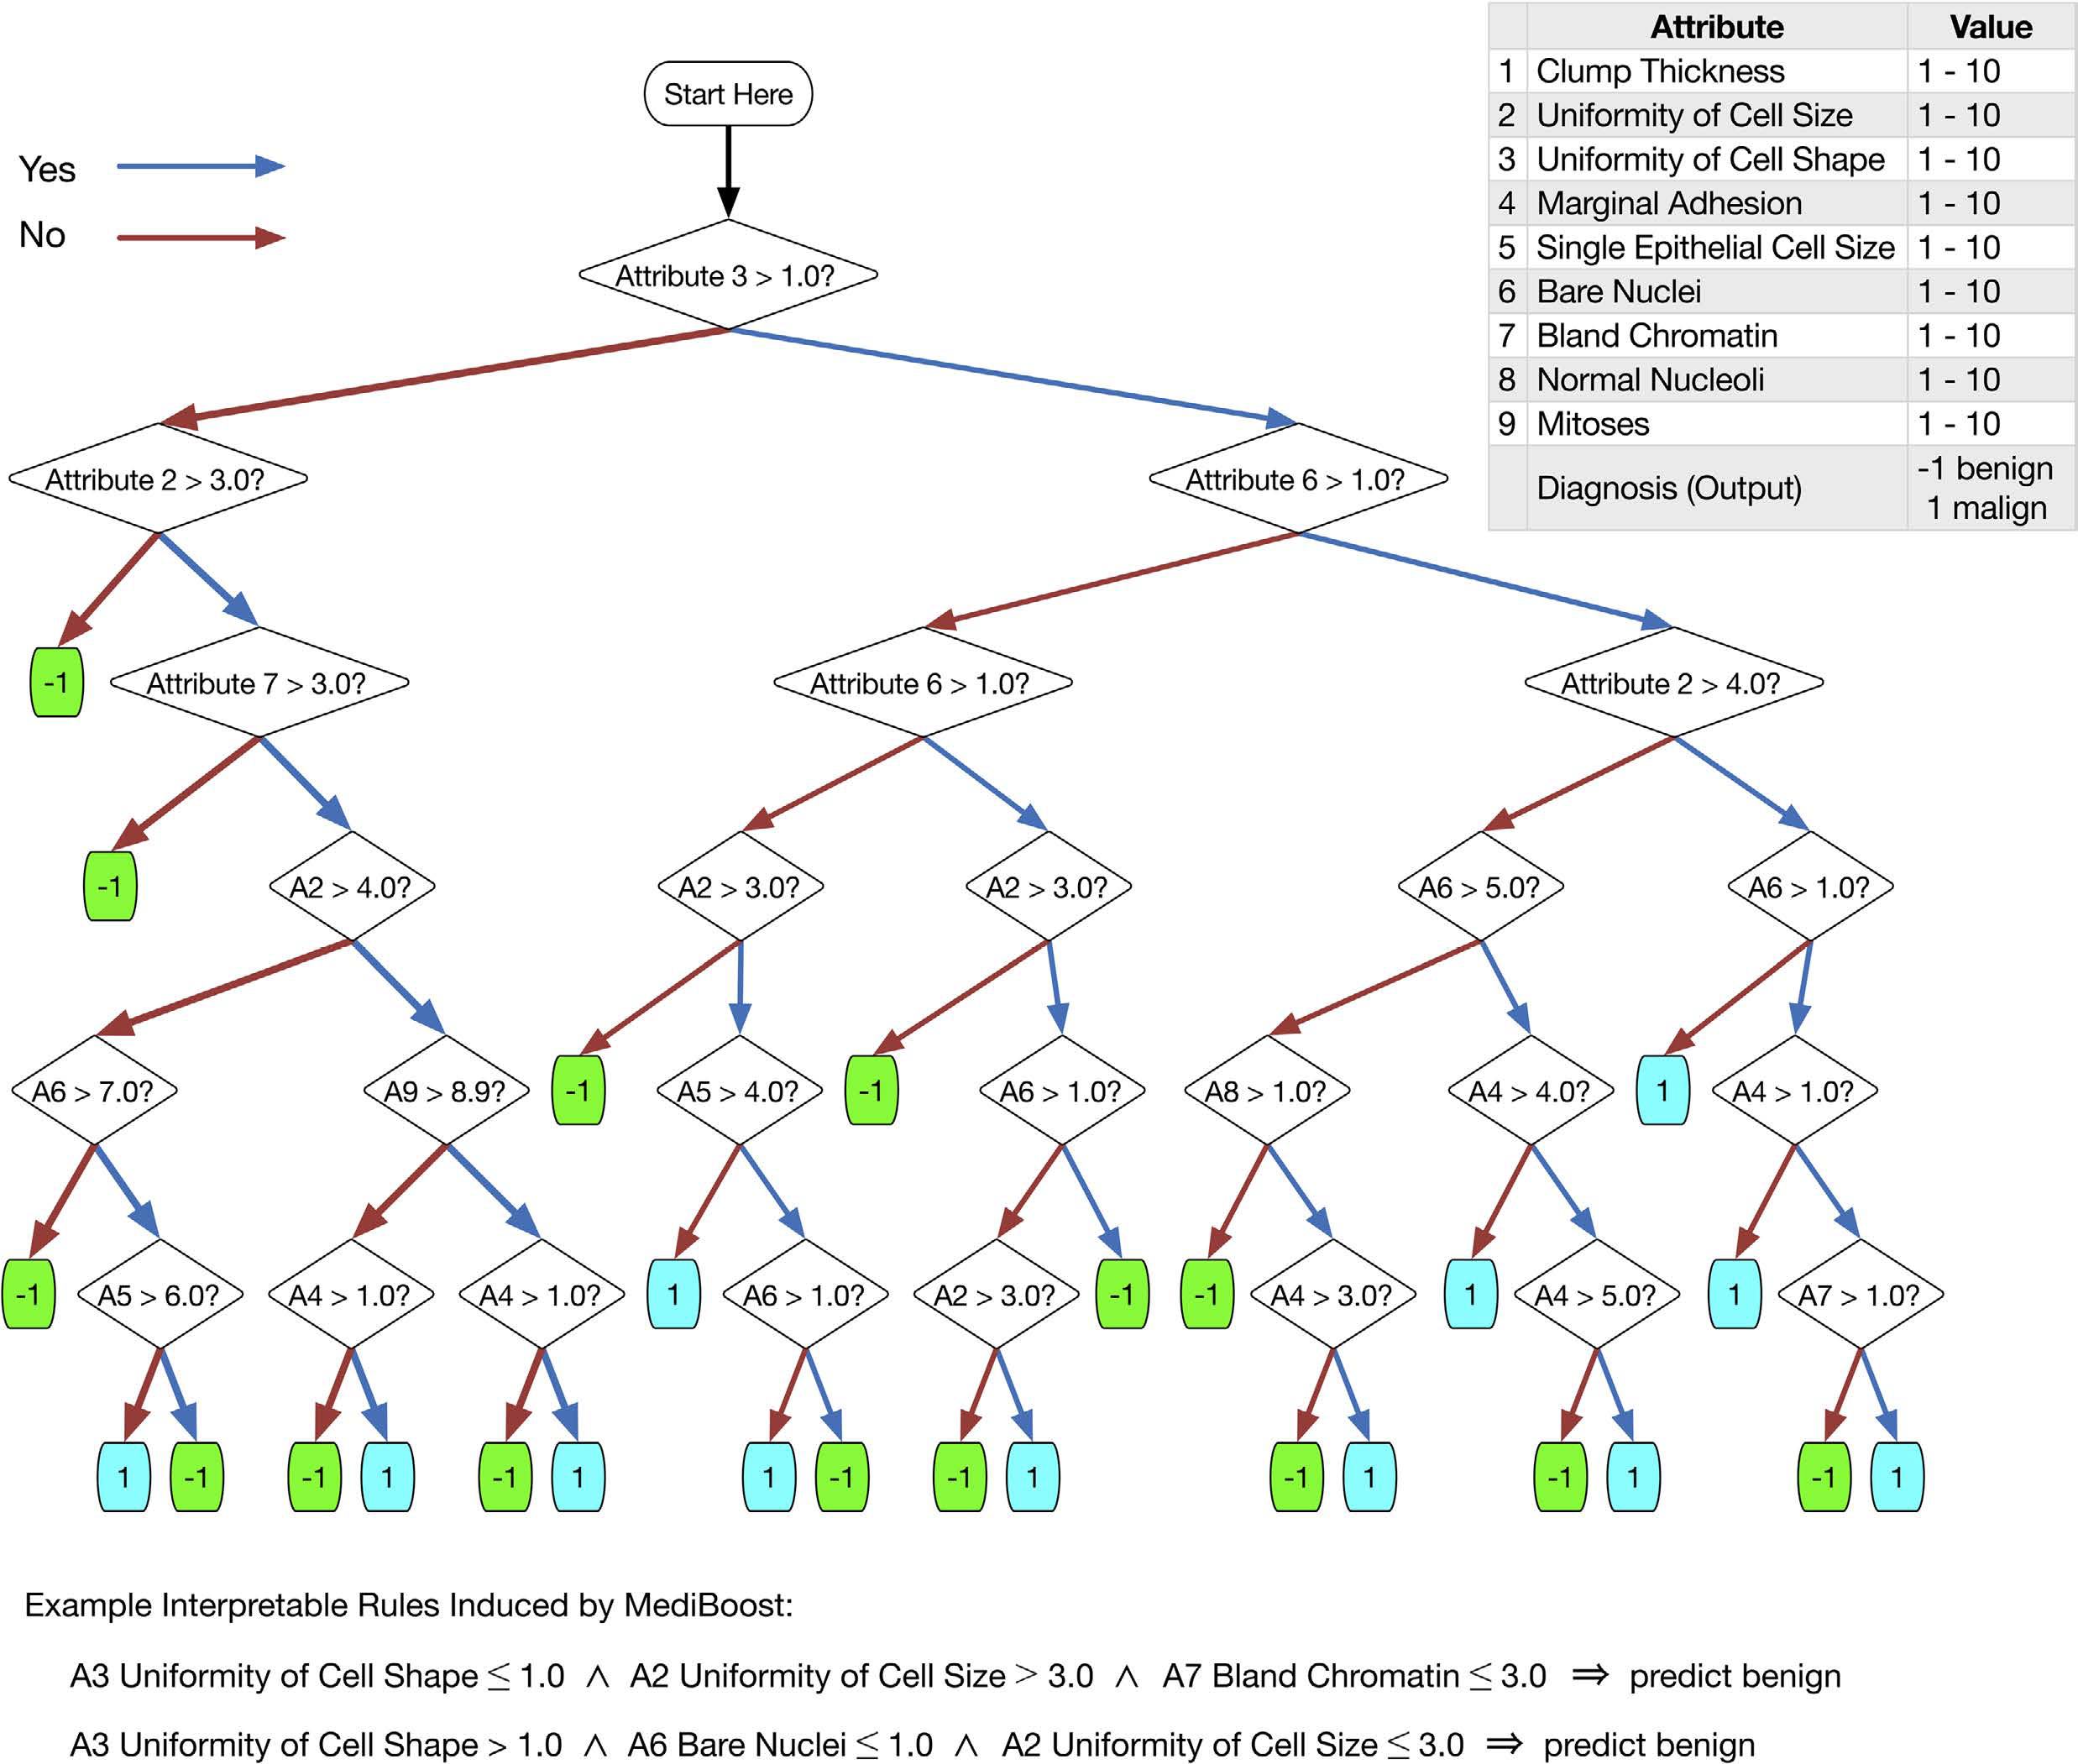 Attribute Value
1 Clump Thickness 1 - 10
2 Uniformity of Cell Size 1 - 10
3 Uniformity of Cell Shape 1 - 10
4 Marginal Adhesion 1 - 10
5 Single Epithelial Cell Size 1 - 10
6 Bare Nuclei 1 - 10
7 Bland Chromatin 1 - 10
8 Normal Nucleoli 1 - 10
9 Mitoses 1 - 10
Diagnosis (Output) -1 benign
1 malign
Start Here
Yes
No
Attribute 3 > 1.0?
Attribute 2 > 3.0? Attribute 6 > 1.0?
-1 Attribute 7 > 3.0? Attribute 6 > 1.0? Attribute 2 > 4.0?
-1 A2 > 4.0? A2 > 3.0? A2 > 3.0? A6 > 5.0? A6 > 1.0?
A6 > 7.0? A9 > 8.9? -1 A5 > 4.0? -1 A6 > 1.0? A8 > 1.0? A4 > 4.0? 1 A4 > 1.0?
-1 A5 > 6.0? A4 > 1.0? A4 > 1.0? 1 A6 > 1.0? A2 > 3.0? -1 -1 A4 > 3.0? 1 A4 > 5.0? 1 A7 > 1.0?
1 -1 -1 1 -1 1 1 -1 -1 1 -1 1 -1 1 -1 1
Example Interpretable Rules Induced by MediBoost:
A3 Uniformity of Cell Shape ≤ 1.0 ∧ A2 Uniformity of Cell Size > 3.0 ∧ A7 Bland Chromatin ≤ 3.0 ⇒ predict benign
A3 Uniformity of Cell Shape > 1.0 ∧ A6 Bare Nuclei ≤ 1.0 ∧ A2 Uniformity of Cell Size ≤ 3.0 ⇒ predict benign